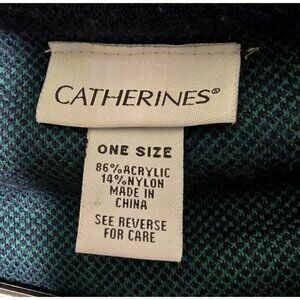 CATHERINES®
ONE SIZE
86% ACRYLIC
14% NYLON
MADE IN
CHINA
SEE REVERSE
FOR CARE